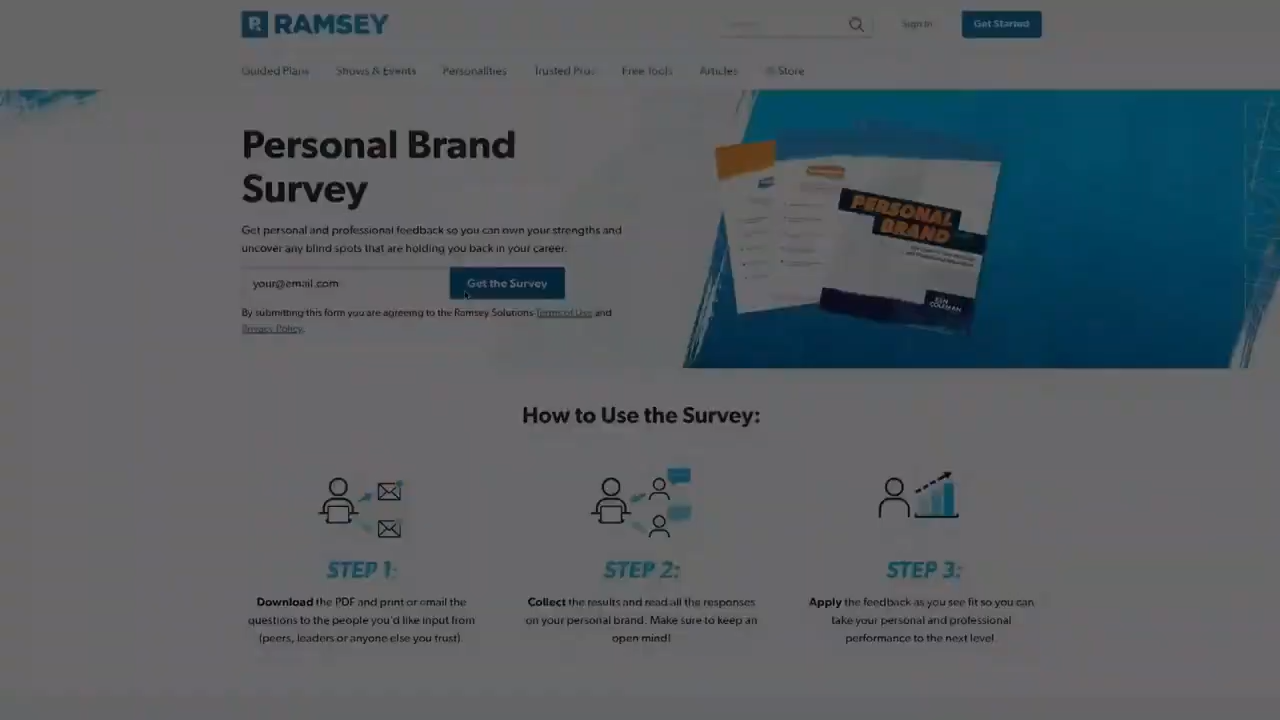 RAMSEY
Search
Sign In
Get Started
Guided Plans
Shows & Events
Personalities
Trusted Pros
Free Tools
Articles
Store
Personal Brand
Survey
Get personal and professional feedback so you can own your strengths and
uncover any blind spots that are holding you back in your career.
your@email.com
Get the Survey
By submitting this form you are agreeing to the Ramsey Solutions Terms of Use and
Privacy Policy.
PERSONAL
BRAND
KEN
COLEMAN
How to Use the Survey:
STEP 1:
STEP 2:
STEP 3:
Download the PDF and print or email the
questions to the people you'd like input from
(peers, leaders or anyone else you trust).
Collect the results and read all the responses
on your personal brand. Make sure to keep an
open mind!
Apply the feedback as you see fit so you can
take your personal and professional
performance to the next level.